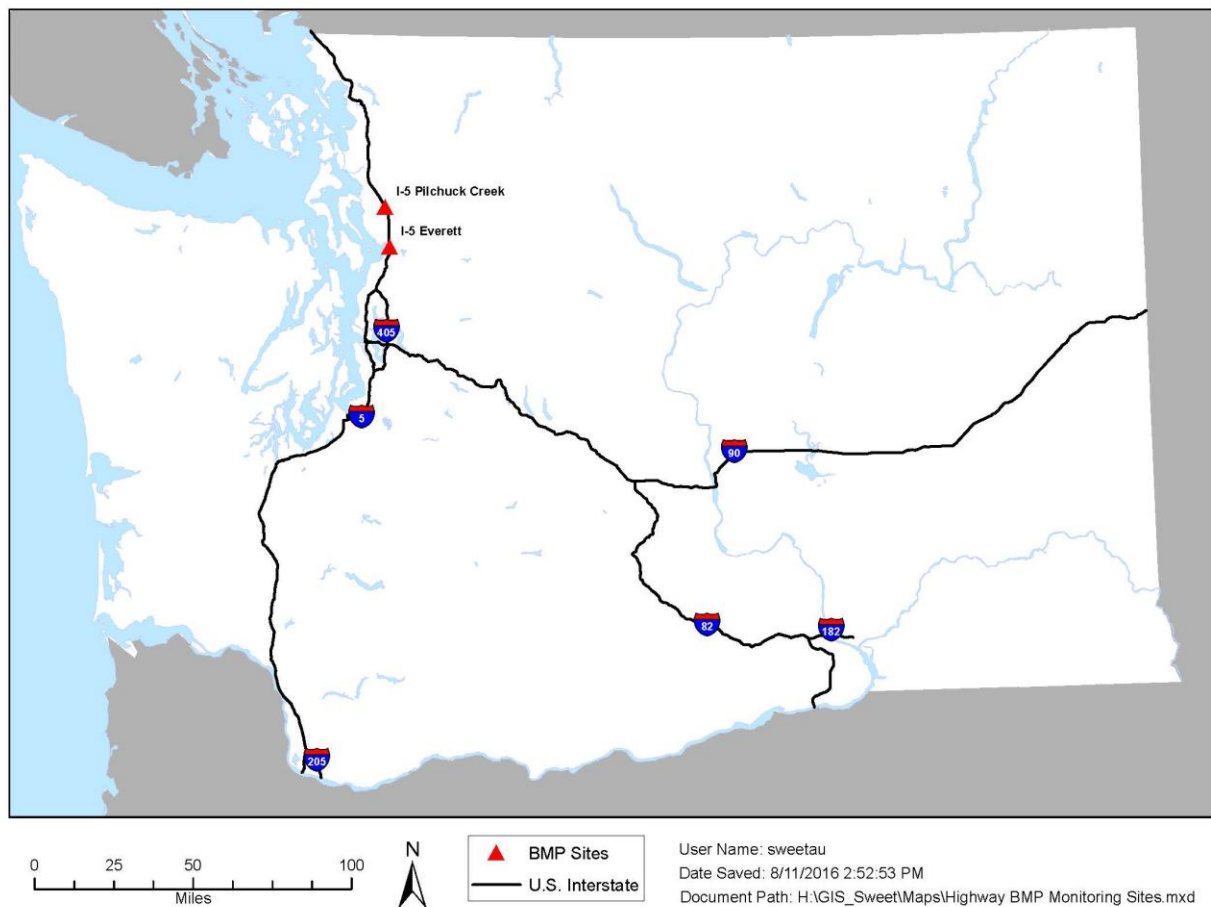 I-5 Pilchuck Creek
I-5 Everett
405
5
90
82
182
205
0 25 50 100
Miles
N
BMP Sites
U.S. Interstate
User Name: sweetau
Date Saved: 8/11/2016 2:52:53 PM
Document Path: H:\GIS_Sweet\Maps\Highway BMP Monitoring Sites.mxd